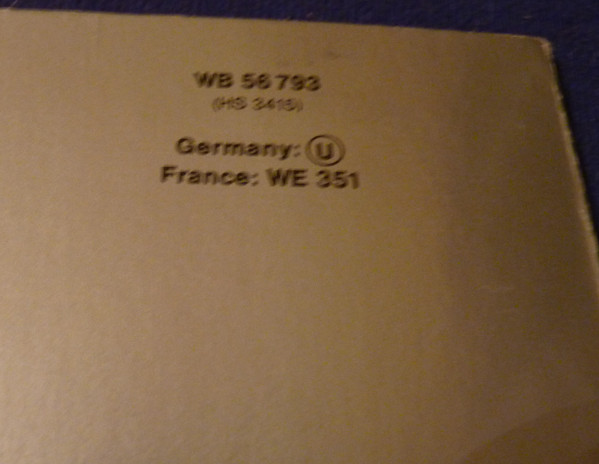 WB 56 793
(HS 3415)
Germany: Ⓤ
France: WE 351